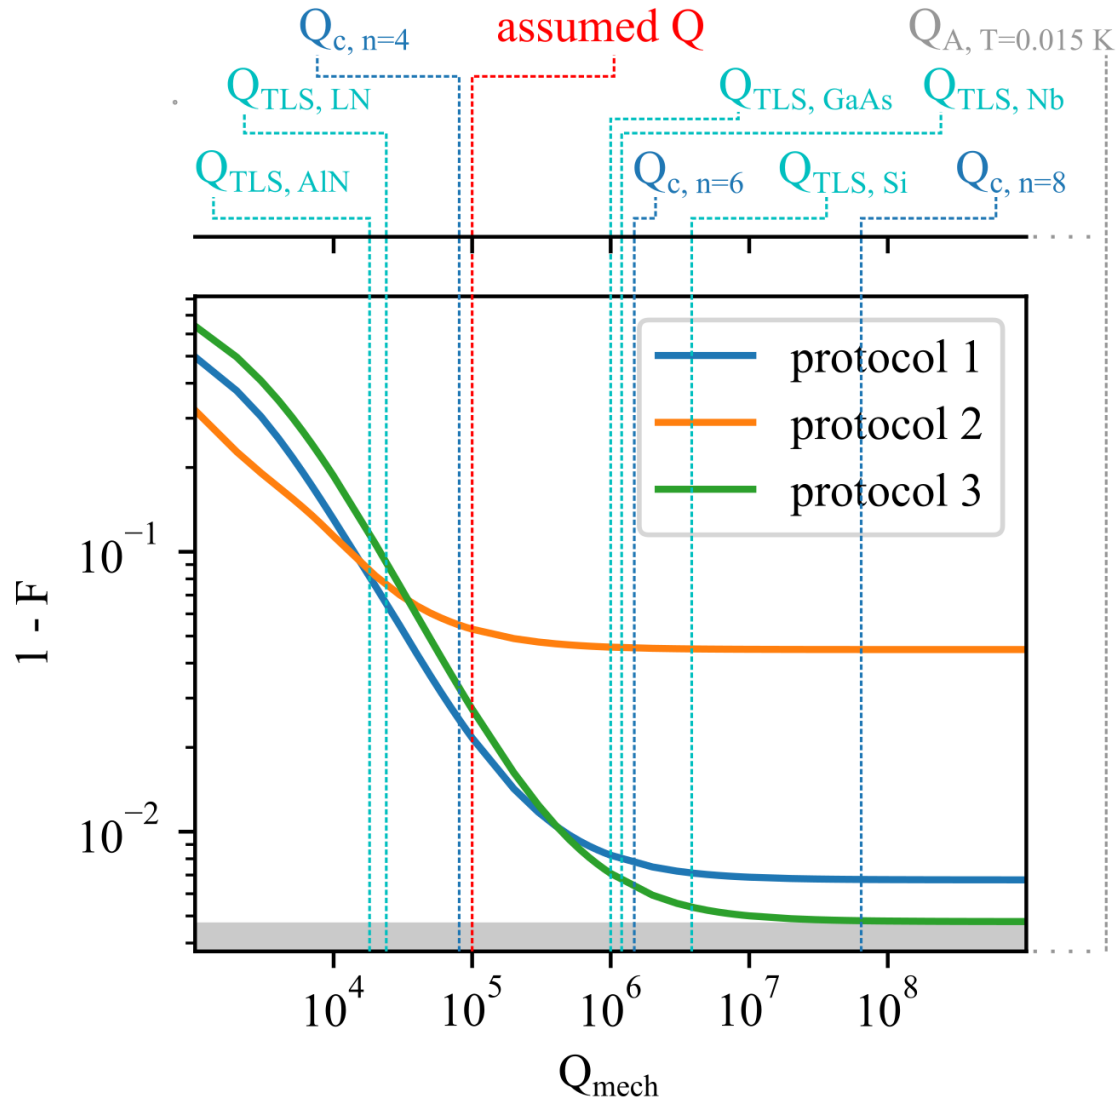 Q_c, n=4 assumed Q Q_A, T=0.015 K
Q_TLS, LN Q_TLS, GaAs Q_TLS, Nb
Q_TLS, AlN Q_c, n=6 Q_TLS, Si Q_c, n=8
protocol 1
protocol 2
protocol 3
10^−1
10^−2
1 - F
10^4 10^5 10^6 10^7 10^8
Q_mech